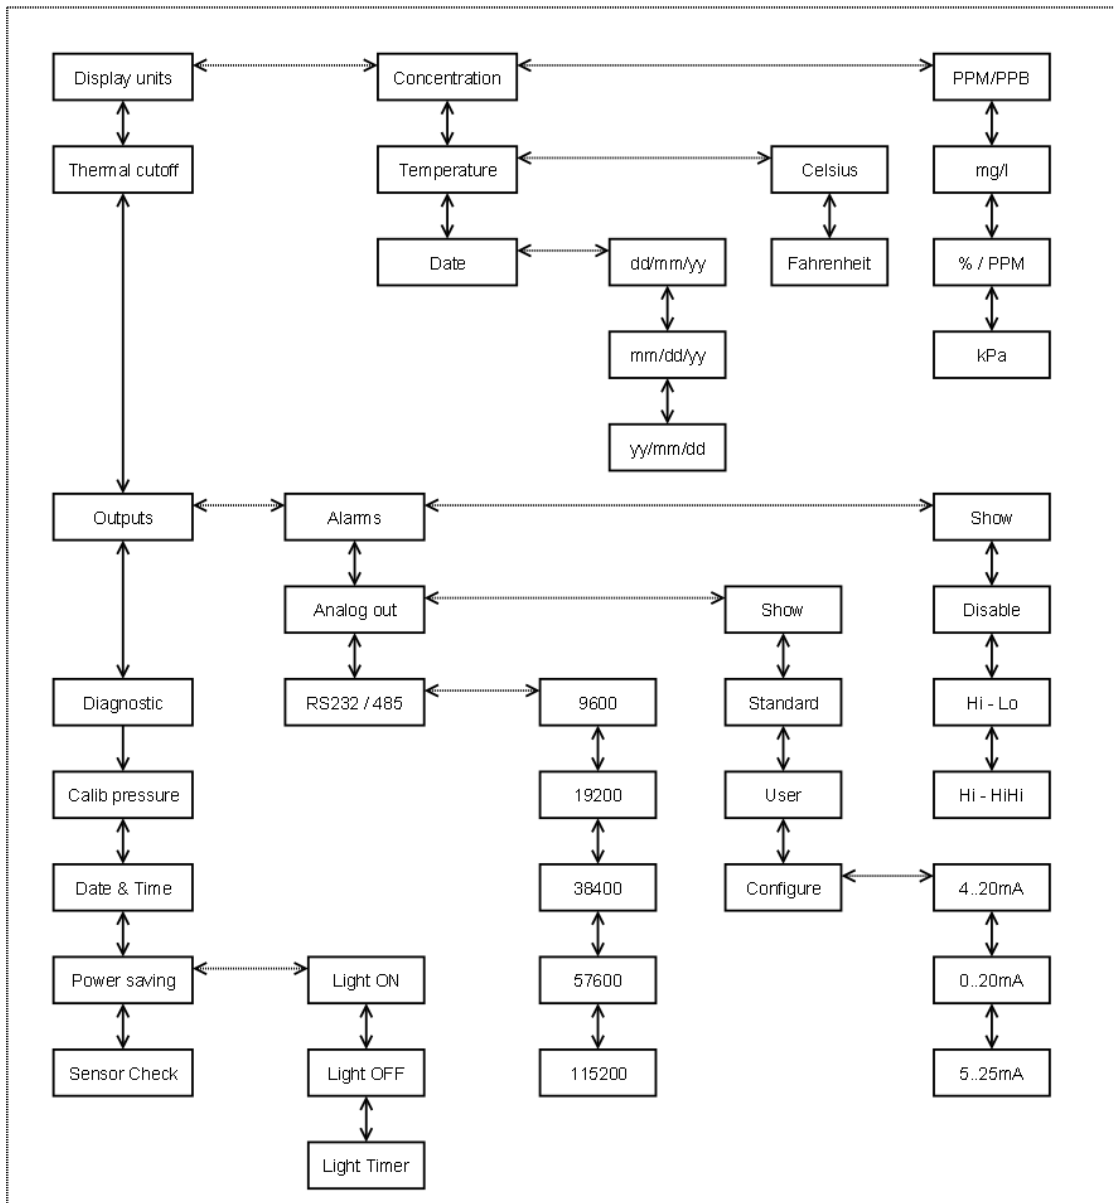 Display units
Concentration
PPM/PPB
Thermal cutoff
Temperature
Celsius
mg/l
Date
dd/mm/yy
Fahrenheit
% / PPM
mm/dd/yy
kPa
yy/mm/dd
Outputs
Alarms
Show
Analog out
Show
Disable
Diagnostic
RS232 / 485
9600
Standard
Hi - Lo
Calib pressure
19200
User
Hi - HiHi
Date & Time
38400
Configure
4..20mA
Power saving
Light ON
57600
0..20mA
Sensor Check
Light OFF
115200
5..25mA
Light Timer